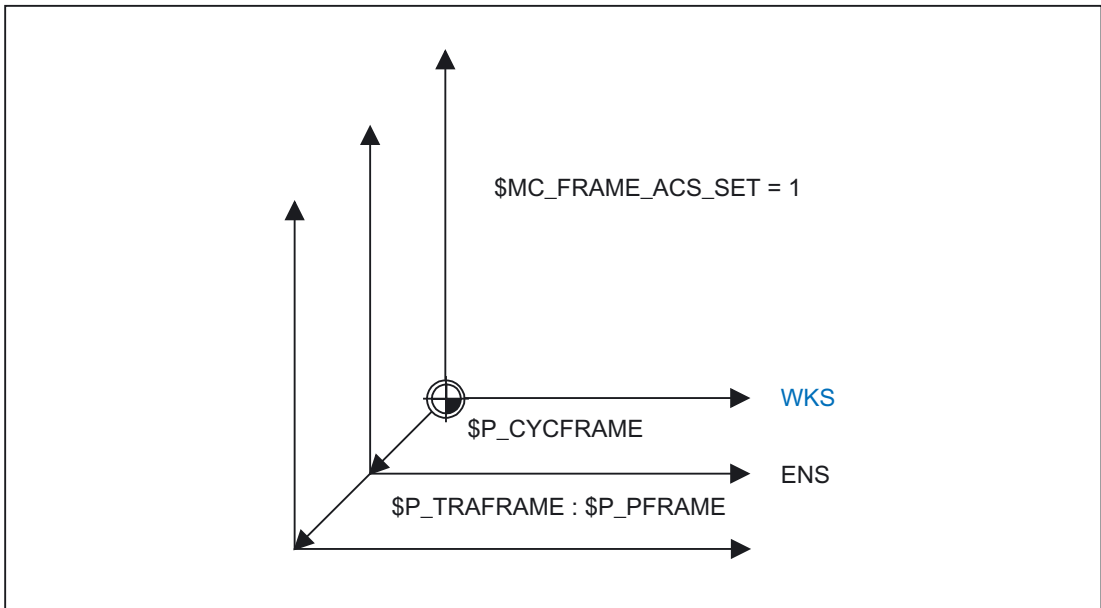 $MC_FRAME_ACS_SET = 1
WKS
$P_CYCFRAME
ENS
$P_TRAFRAME : $P_PFRAME